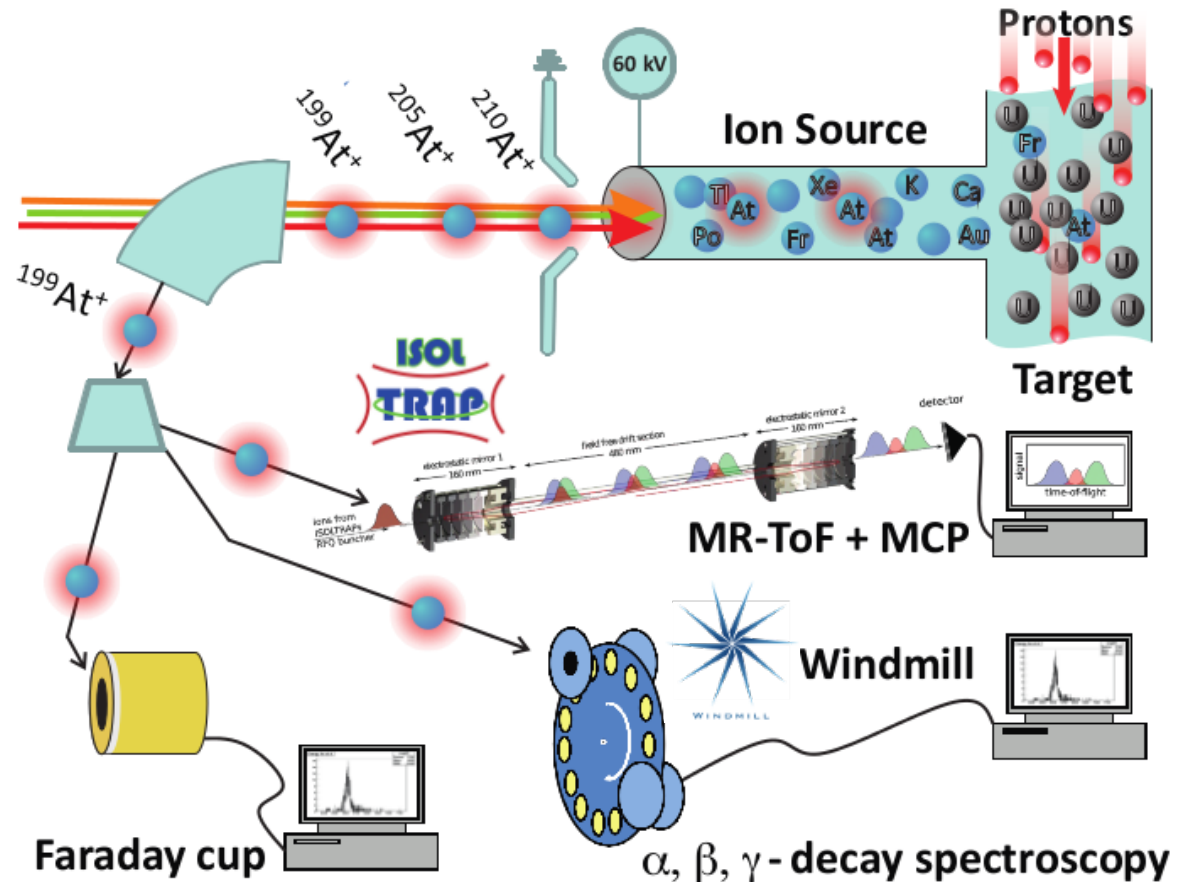 Protons
60 kV
199At+
205At+
210At+
Ion Source
U
Fr
U
U
U
U
U
U
At
U
U
U
U
U
U
Tl
At
Xe
At
K
Ca
Po
Fr
At
Au
199At+
Target
ISOL
TRAP
electrostatic mirror 1
160 mm
field free drift section
460 mm
electrostatic mirror 2
160 mm
detector
ions from
ISOLTRAPs
RFQ buncher
signal
time-of-flight
MR-ToF + MCP
Windmill
WINDMILL
Faraday cup
α, β, γ - decay spectroscopy